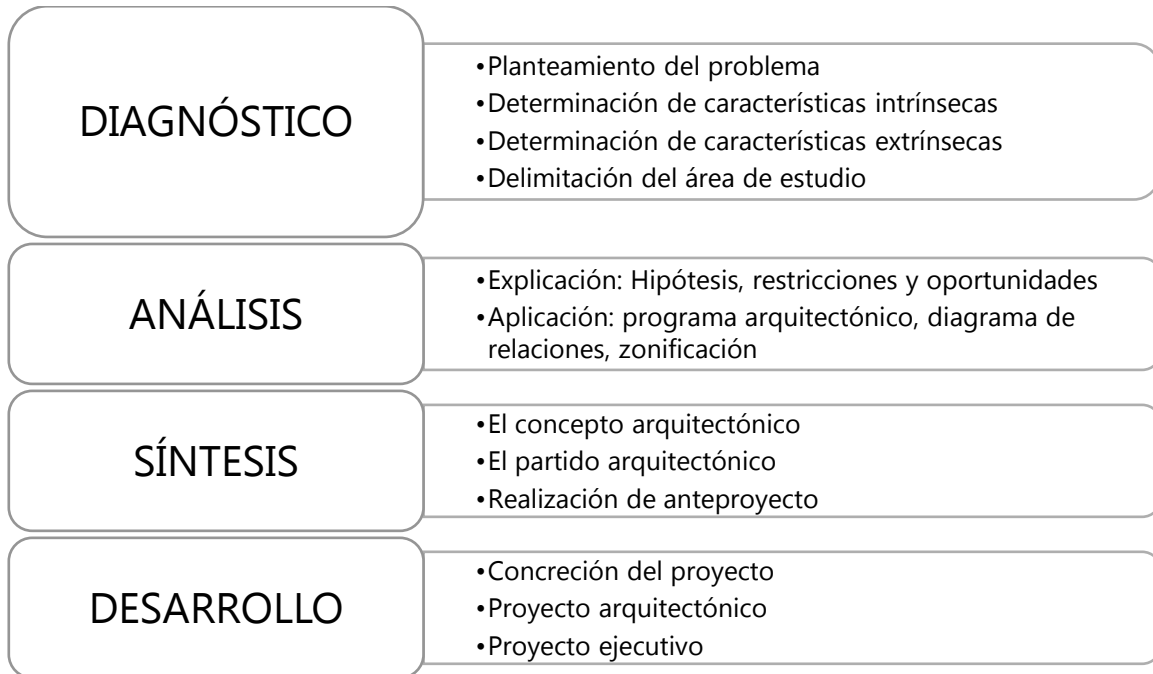 DIAGNÓSTICO
•Planteamiento del problema
•Determinación de características intrínsecas
•Determinación de características extrínsecas
•Delimitación del área de estudio
ANÁLISIS
•Explicación: Hipótesis, restricciones y oportunidades
•Aplicación: programa arquitectónico, diagrama de
relaciones, zonificación
SÍNTESIS
•El concepto arquitectónico
•El partido arquitectónico
•Realización de anteproyecto
DESARROLLO
•Concreción del proyecto
•Proyecto arquitectónico
•Proyecto ejecutivo